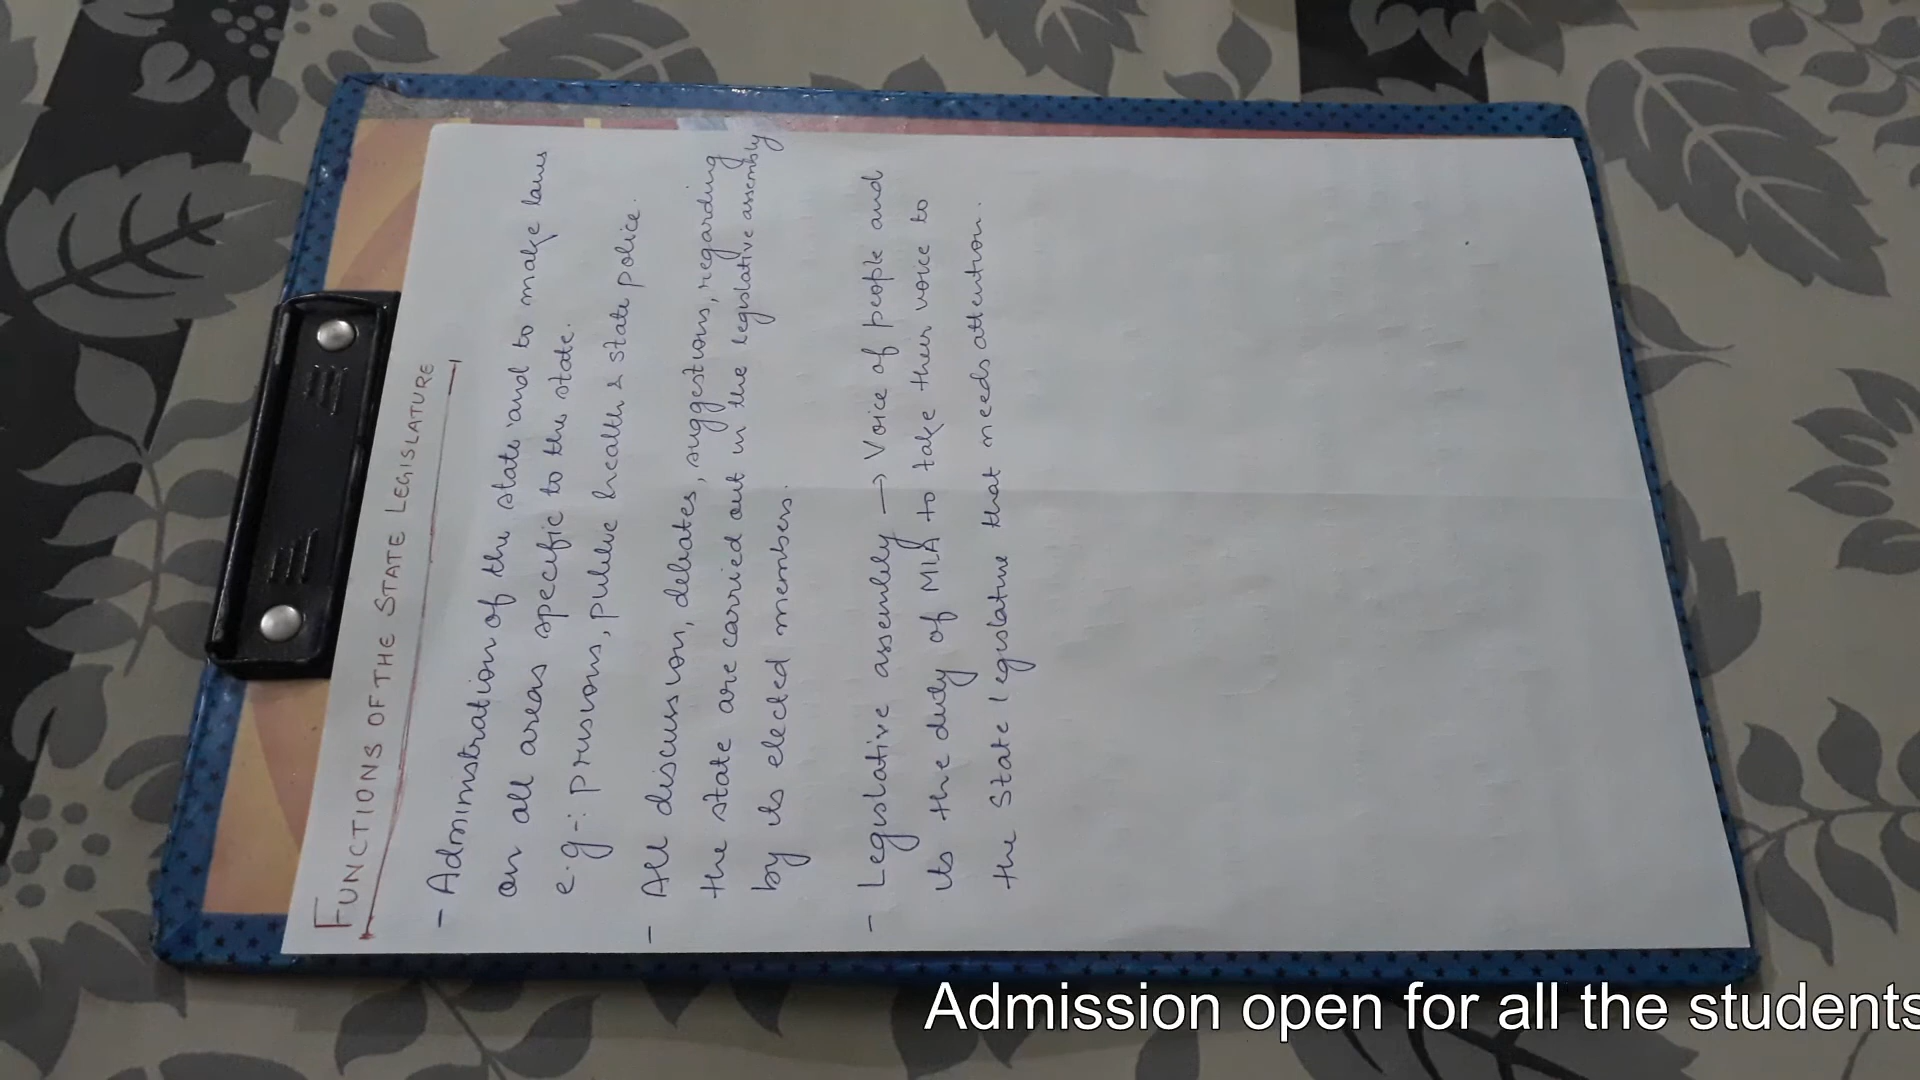 FUNCTIONS OF THE STATE LEGISLATURE
- Administration of the state and to make laws
on all areas specific to the state.
e.g-: prisons, public health & state police.
- All discussion, debates, suggestions, regarding
the state are carried out in the legislative assembly
by its elected members.
- Legislative assembly → Voice of people and
its the duty of MLA to take their voice to
the State legislature that needs attention.
Admission open for all the students